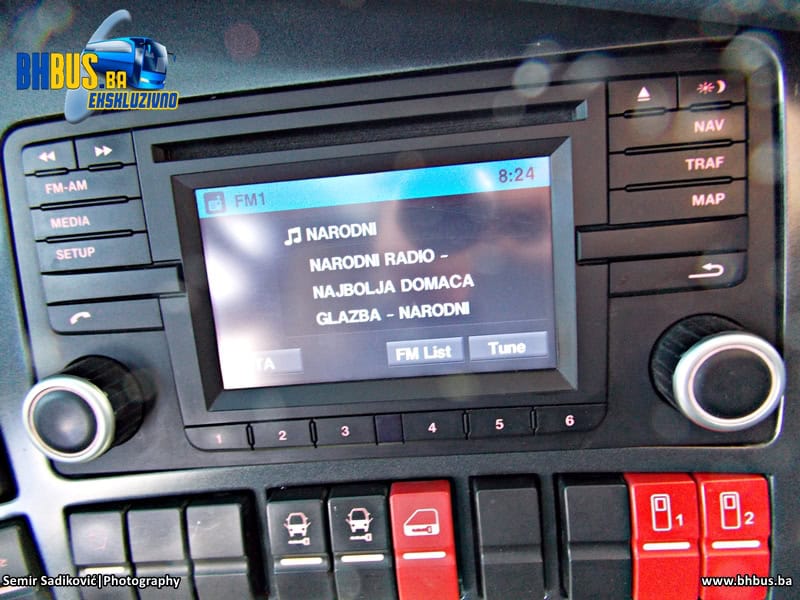 BHBUS.BA
EKSKLUZIVNO
FM-AM
MEDIA
SETUP
FM1
8:24
NARODNI
NARODNI RADIO -
NAJBOLJA DOMACA
GLAZBA - NARODNI
TA
FM List
Tune
NAV
TRAF
MAP
1 2 3 4 5 6
1
2
Semir Sadiković|Photography
www.bhbus.ba